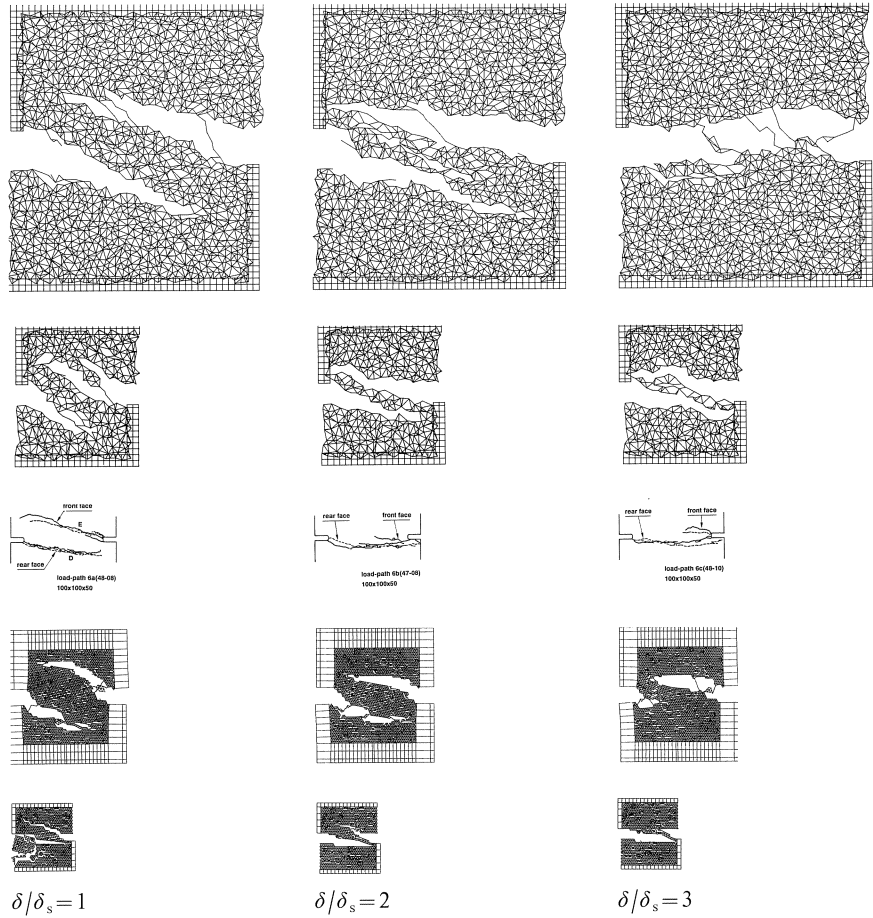 front face
E
rear face
D
load-path 6a(48-08)
100x100x50
rear face
front face
load-path 6b(47-08)
100x100x50
rear face
front face
load-path 6c(48-10)
100x100x50
δ/δs=1
δ/δs=2
δ/δs=3